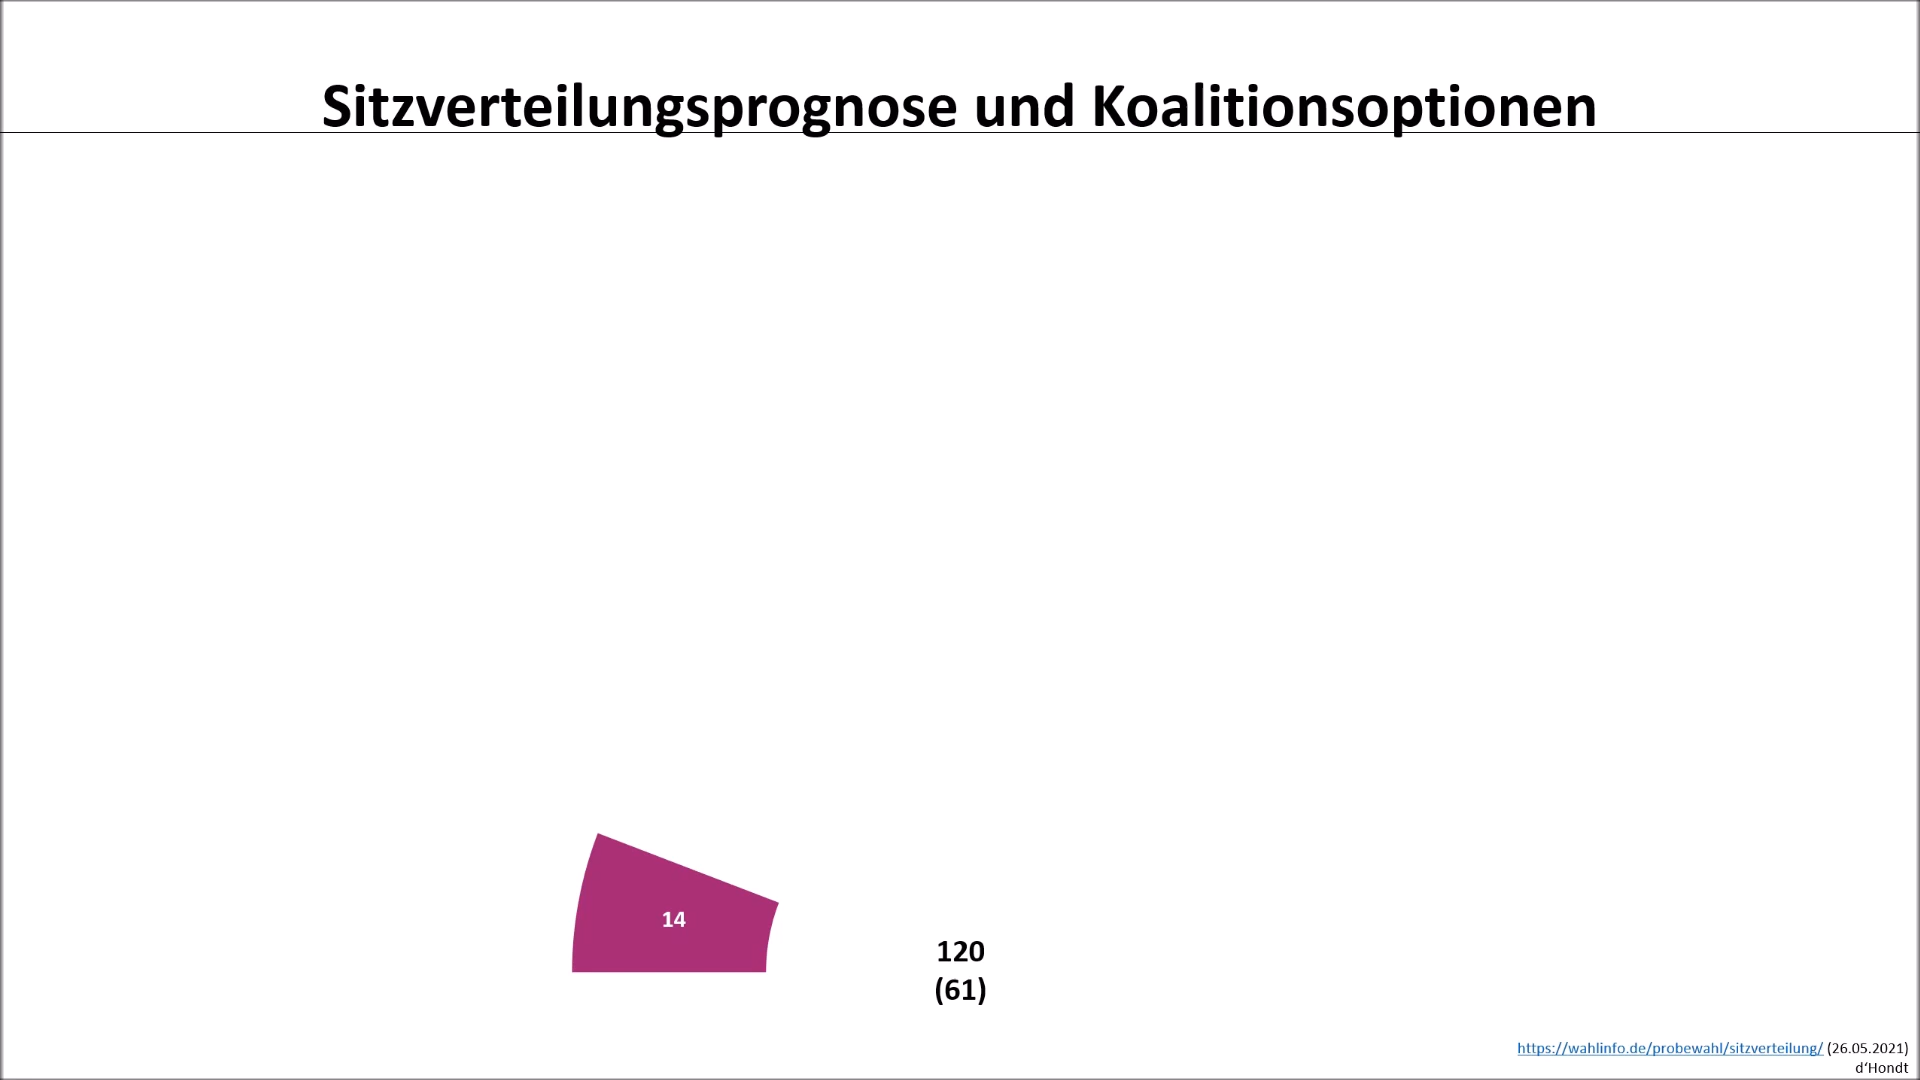 Sitzverteilungsprognose und Koalitionsoptionen
14
120
(61)
https://wahlinfo.de/probewahl/sitzverteilung/ (26.05.2021)
d‘Hondt